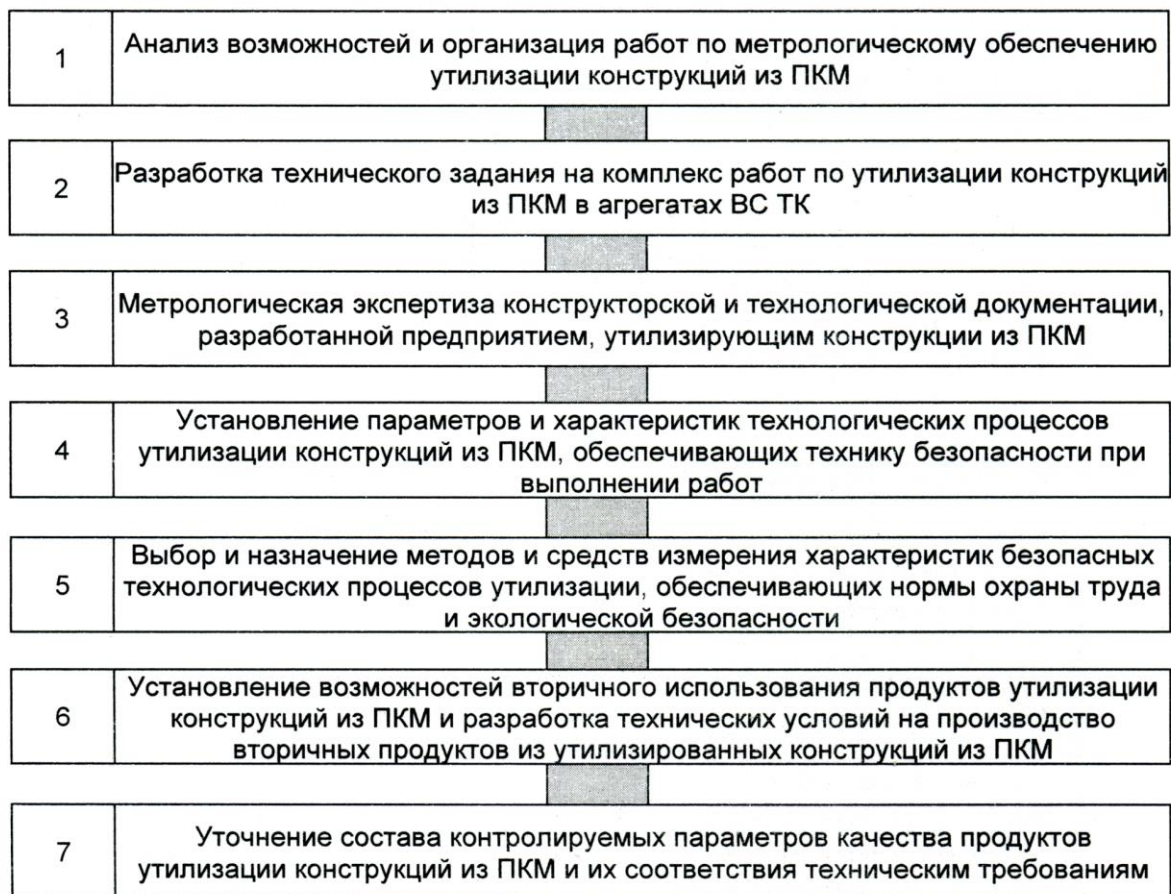 1
Анализ возможностей и организация работ по метрологическому обеспечению
утилизации конструкций из ПКМ
2
Разработка технического задания на комплекс работ по утилизации конструкций
из ПКМ в агрегатах ВС ТК
3
Метрологическая экспертиза конструкторской и технологической документации,
разработанной предприятием, утилизирующим конструкции из ПКМ
4
Установление параметров и характеристик технологических процессов
утилизации конструкций из ПКМ, обеспечивающих технику безопасности при
выполнении работ
5
Выбор и назначение методов и средств измерения характеристик безопасных
технологических процессов утилизации, обеспечивающих нормы охраны труда
и экологической безопасности
6
Установление возможностей вторичного использования продуктов утилизации
конструкций из ПКМ и разработка технических условий на производство
вторичных продуктов из утилизированных конструкций из ПКМ
7
Уточнение состава контролируемых параметров качества продуктов
утилизации конструкций из ПКМ и их соответствия техническим требованиям